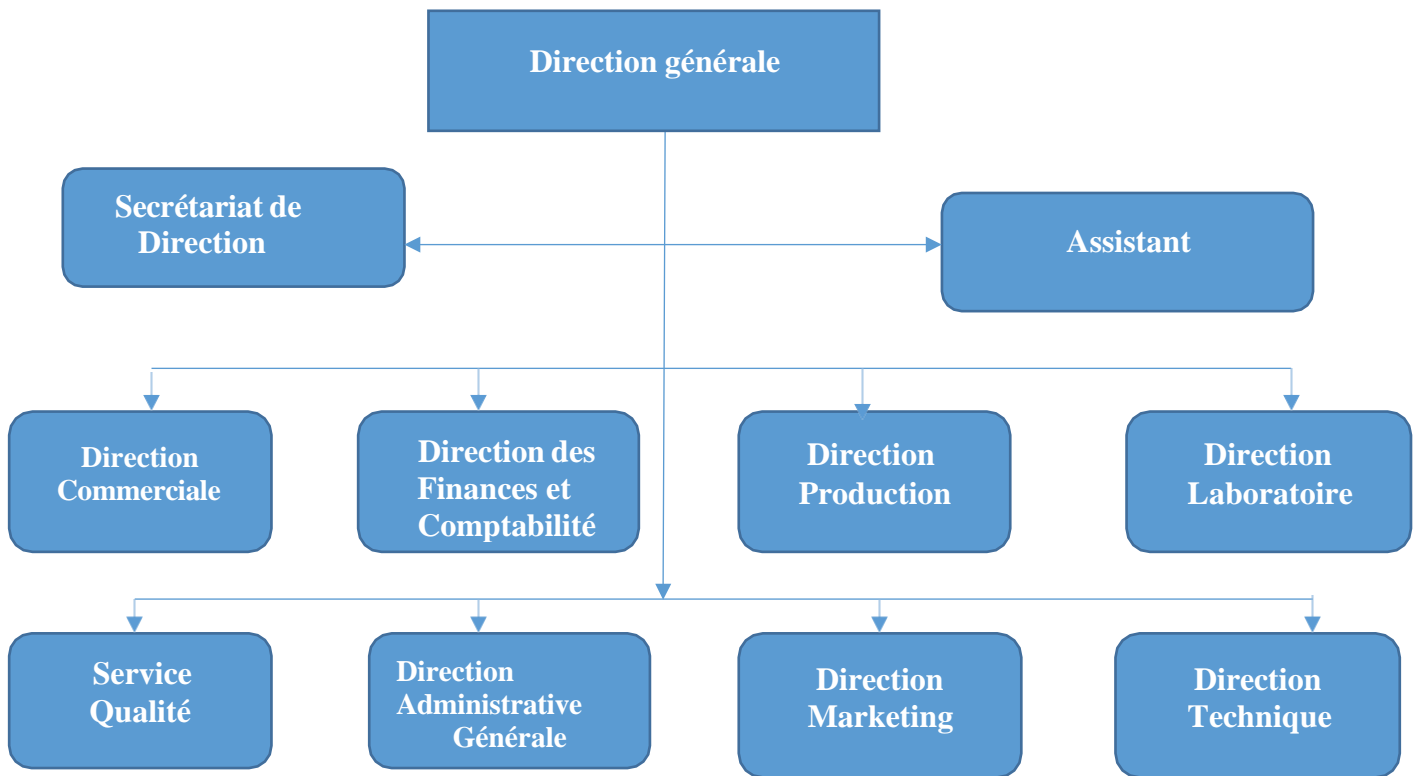 Direction générale
Secrétariat de
Direction
Assistant
Direction
Commerciale
Direction des
Finances et
Comptabilité
Direction
Production
Direction
Laboratoire
Service
Qualité
Direction
Administrative
Générale
Direction
Marketing
Direction
Technique